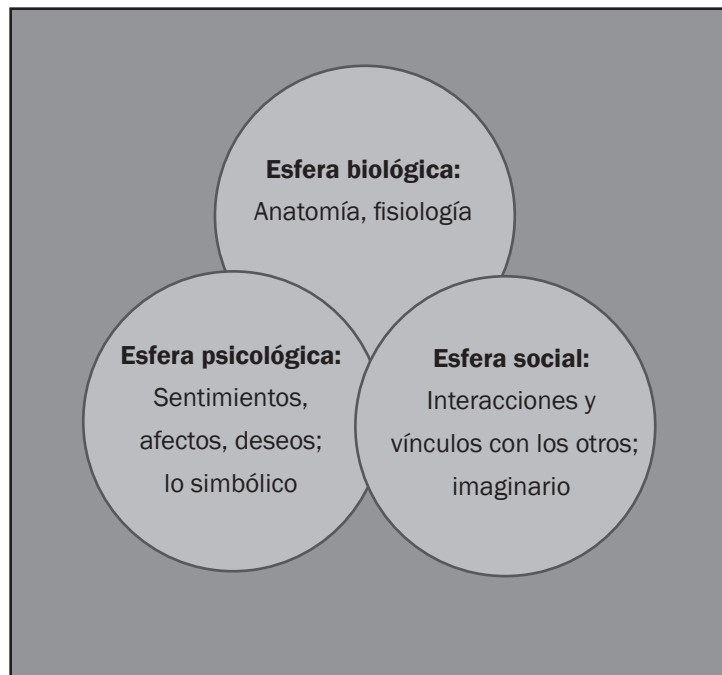 Esfera biológica:
Anatomía, fisiología
Esfera psicológica:
Sentimientos,
afectos, deseos;
lo simbólico
Esfera social:
Interacciones y
vínculos con los otros;
imaginario